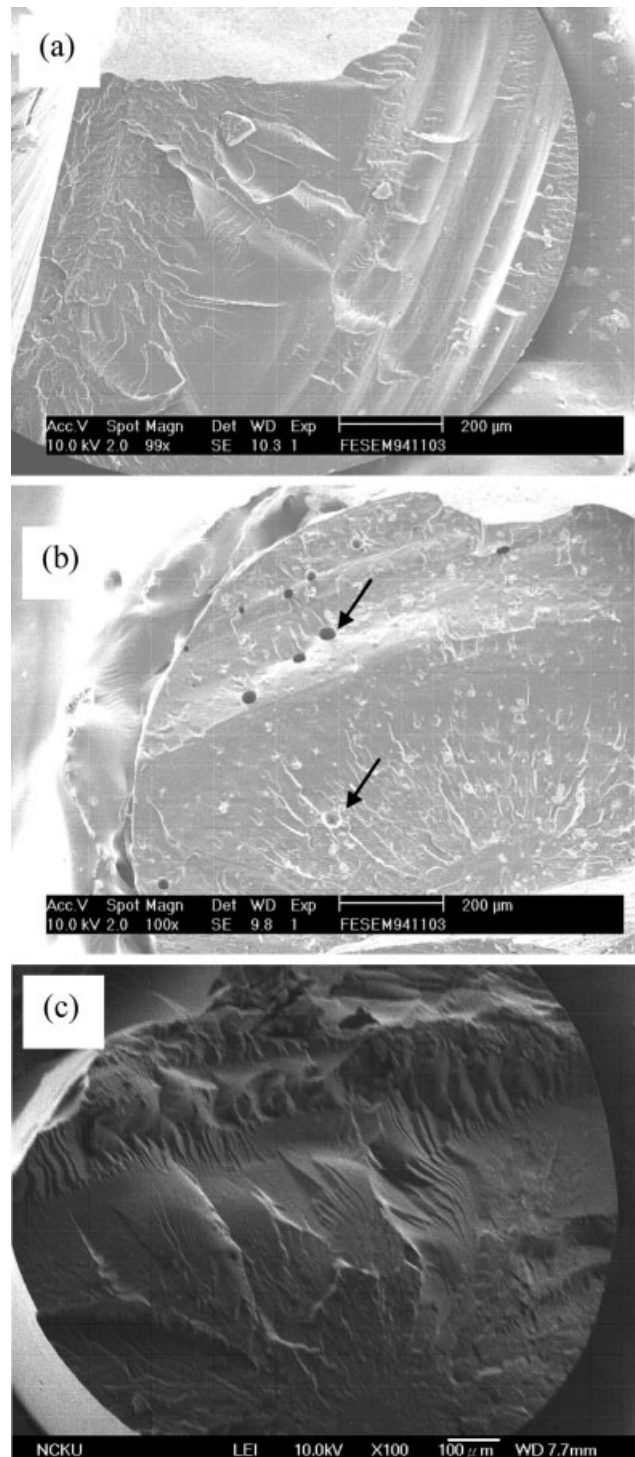 (a)
Acc.V Spot Magn Det WD Exp 200 μm
10.0 kV 2.0 99x SE 10.3 1 FESEM941103
(b)
Acc.V Spot Magn Det WD Exp 200 μm
10.0 kV 2.0 100x SE 9.8 1 FESEM941103
(c)
NCKU LEI 10.0kV X100 100μm WD 7.7mm